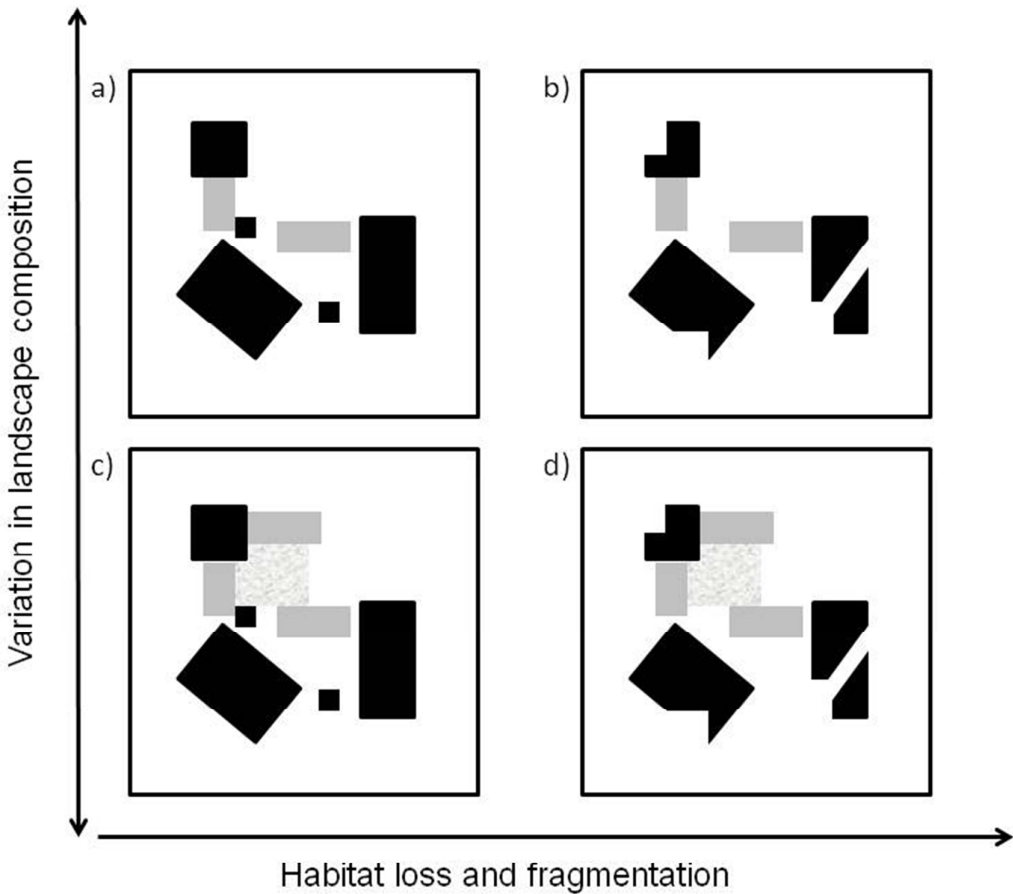 a)
b)
Variation in landscape composition
c)
d)
Habitat loss and fragmentation